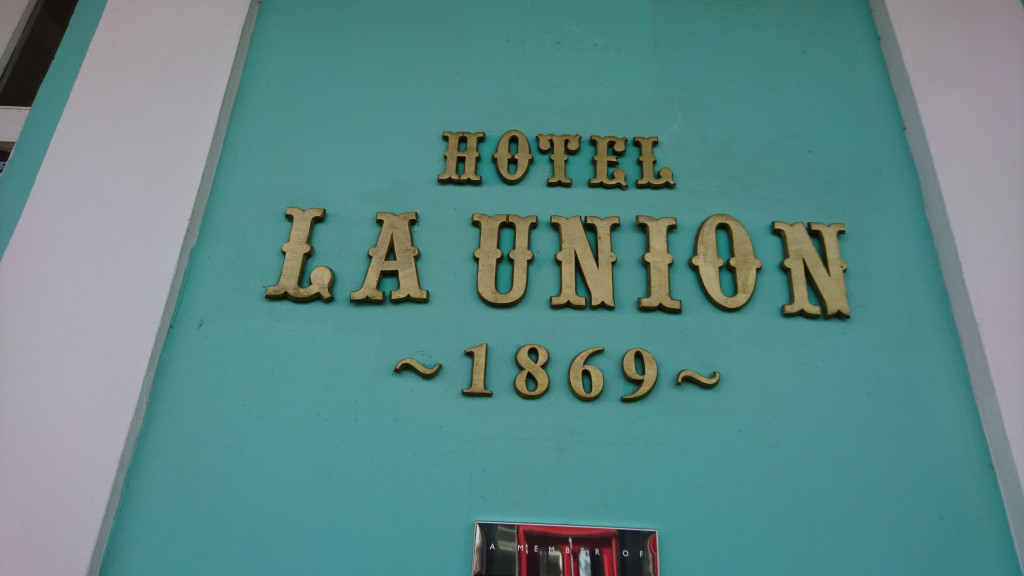 HOTEL
LA UNION
~ 1869 ~
A MEMBER OF